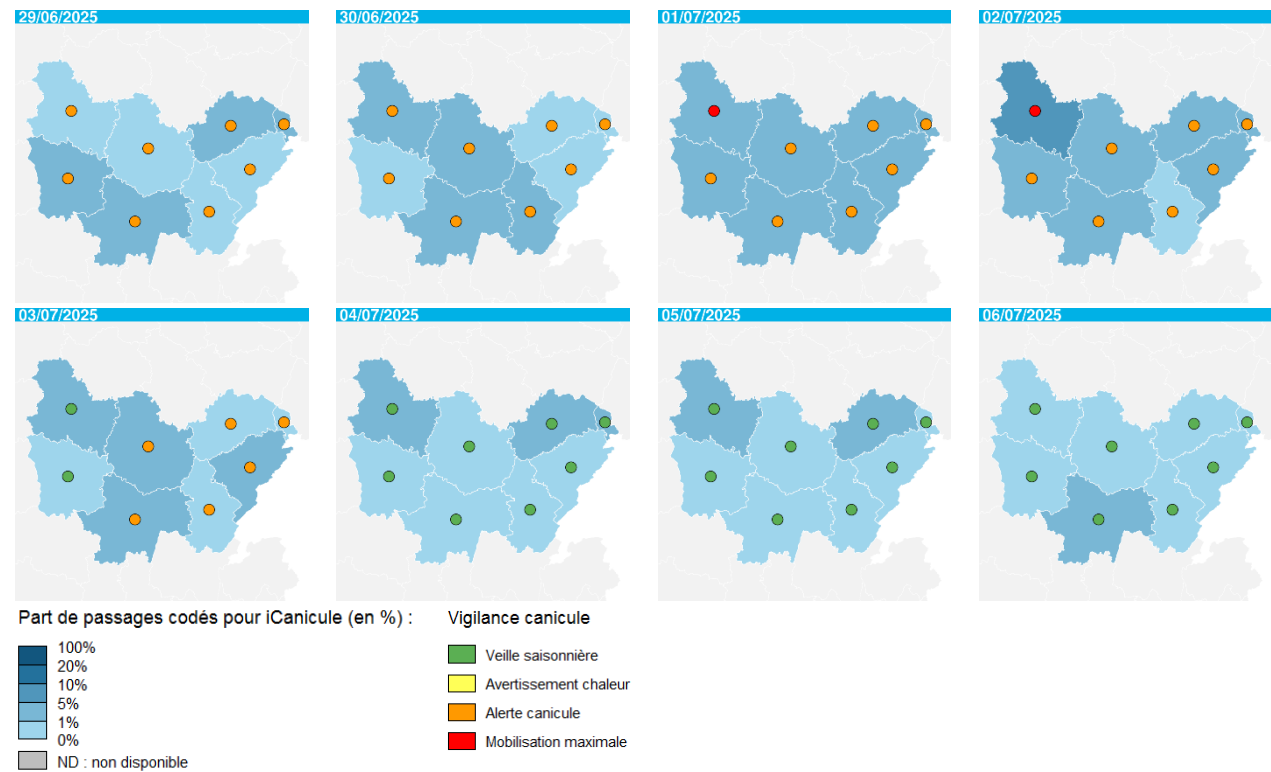 29/06/2025
30/06/2025
01/07/2025
02/07/2025
03/07/2025
04/07/2025
05/07/2025
06/07/2025
Part de passages codés pour iCanicule (en %) :
100%
20%
10%
5%
1%
0%
ND : non disponible
Vigilance canicule
Veille saisonnière
Avertissement chaleur
Alerte canicule
Mobilisation maximale